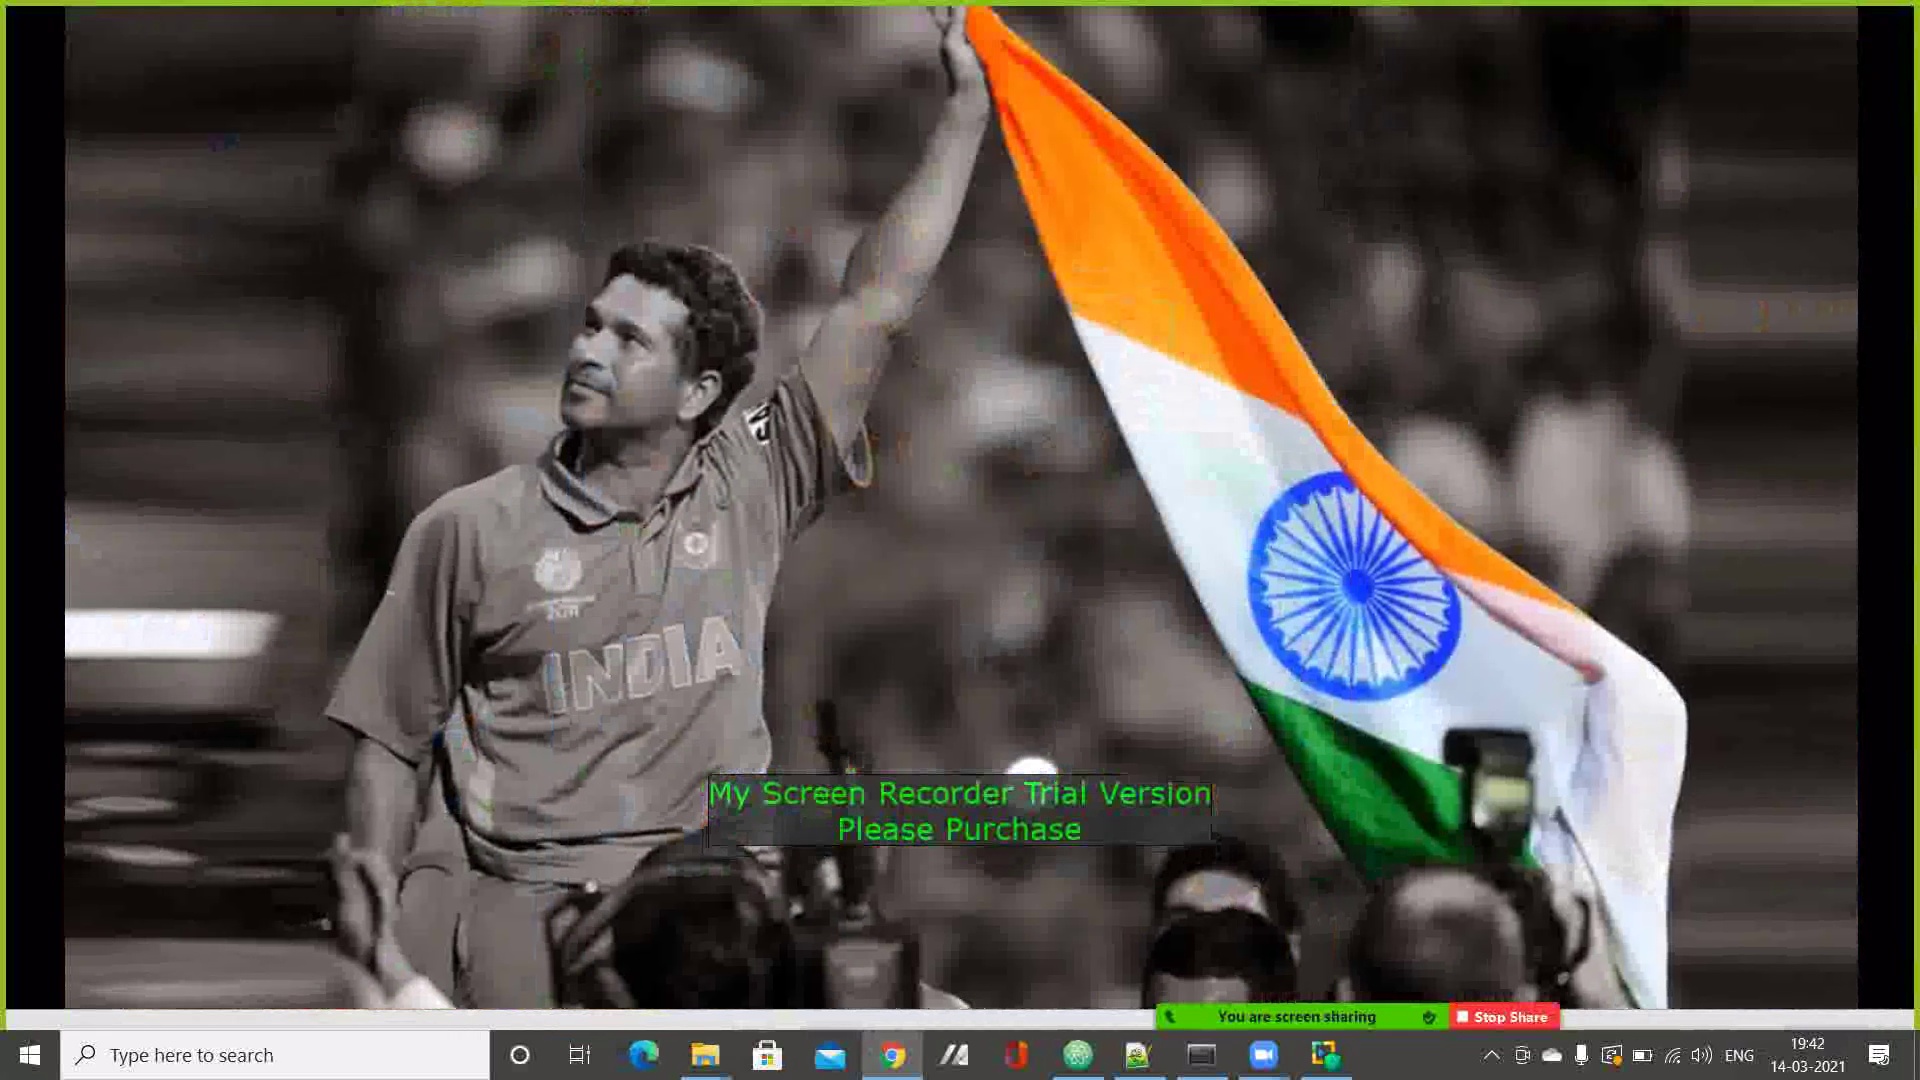 2011
INDIA
My Screen Recorder Trial Version
Please Purchase
You are screen sharing
Stop Share
Type here to search
ENG
19:42
14-03-2021